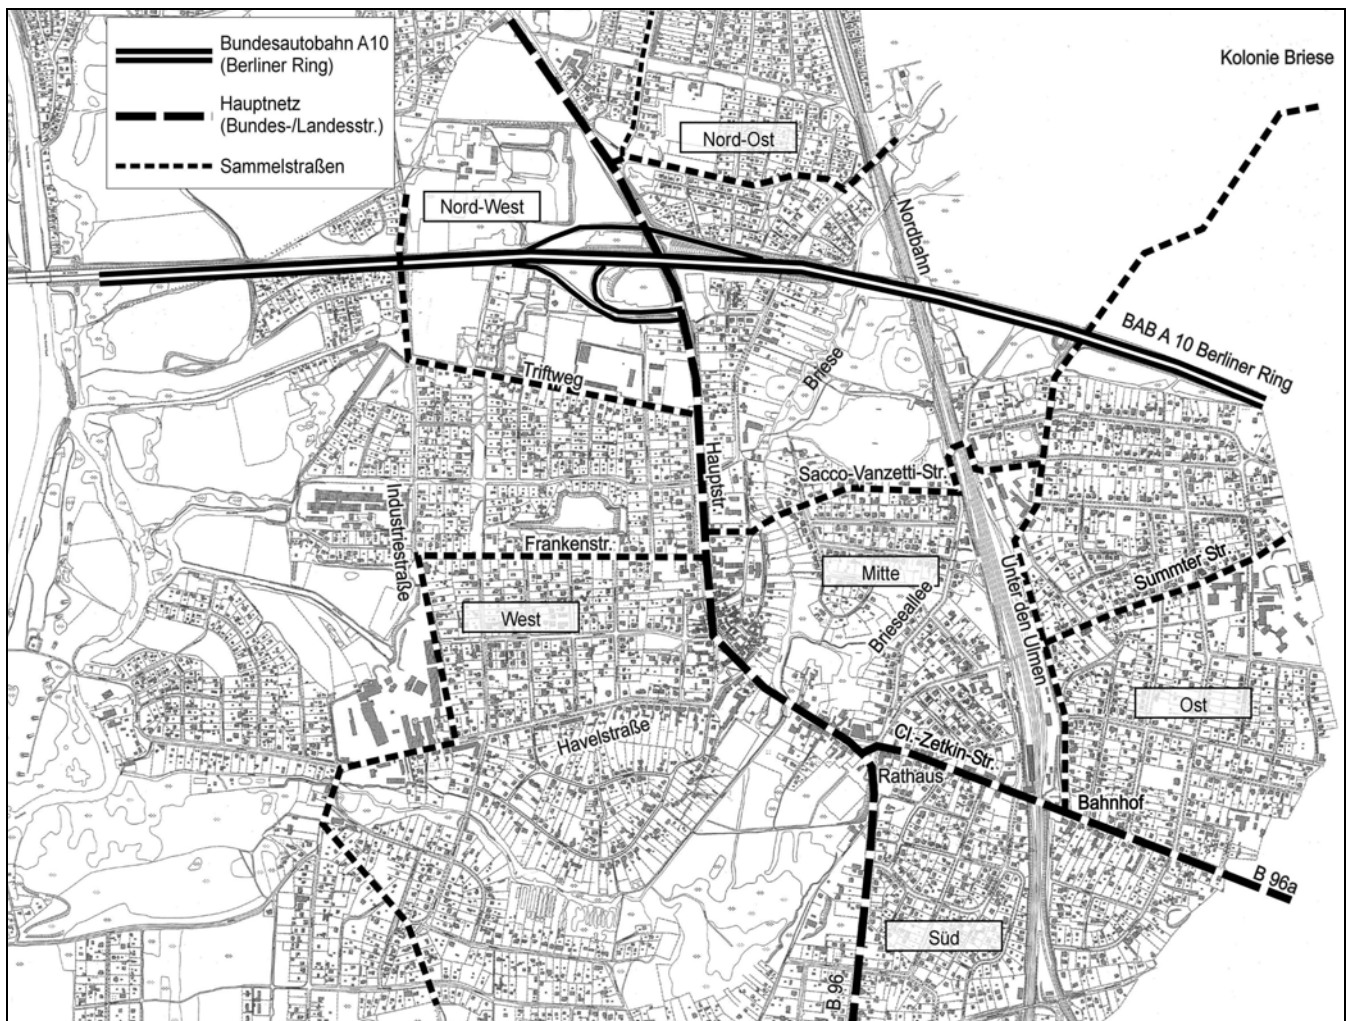 Bundesautobahn A10
(Berliner Ring)
Hauptnetz
(Bundes-/Landesstr.)
Sammelstraßen
Kolonie Briese
Nord-Ost
Nord-West
Nordbahn
BAB A 10 Berliner Ring
Triftweg
Briese
Hauptstr.
Sacco-Vanzetti-Str.
Industriestraße
Frankenstr.
Mitte
Unter den Ulmen
Summter Str.
West
Brieseallee
Ost
Havelstraße
Cl.-Zetkin-Str.
Rathaus
Bahnhof
B 96a
Süd
B 96